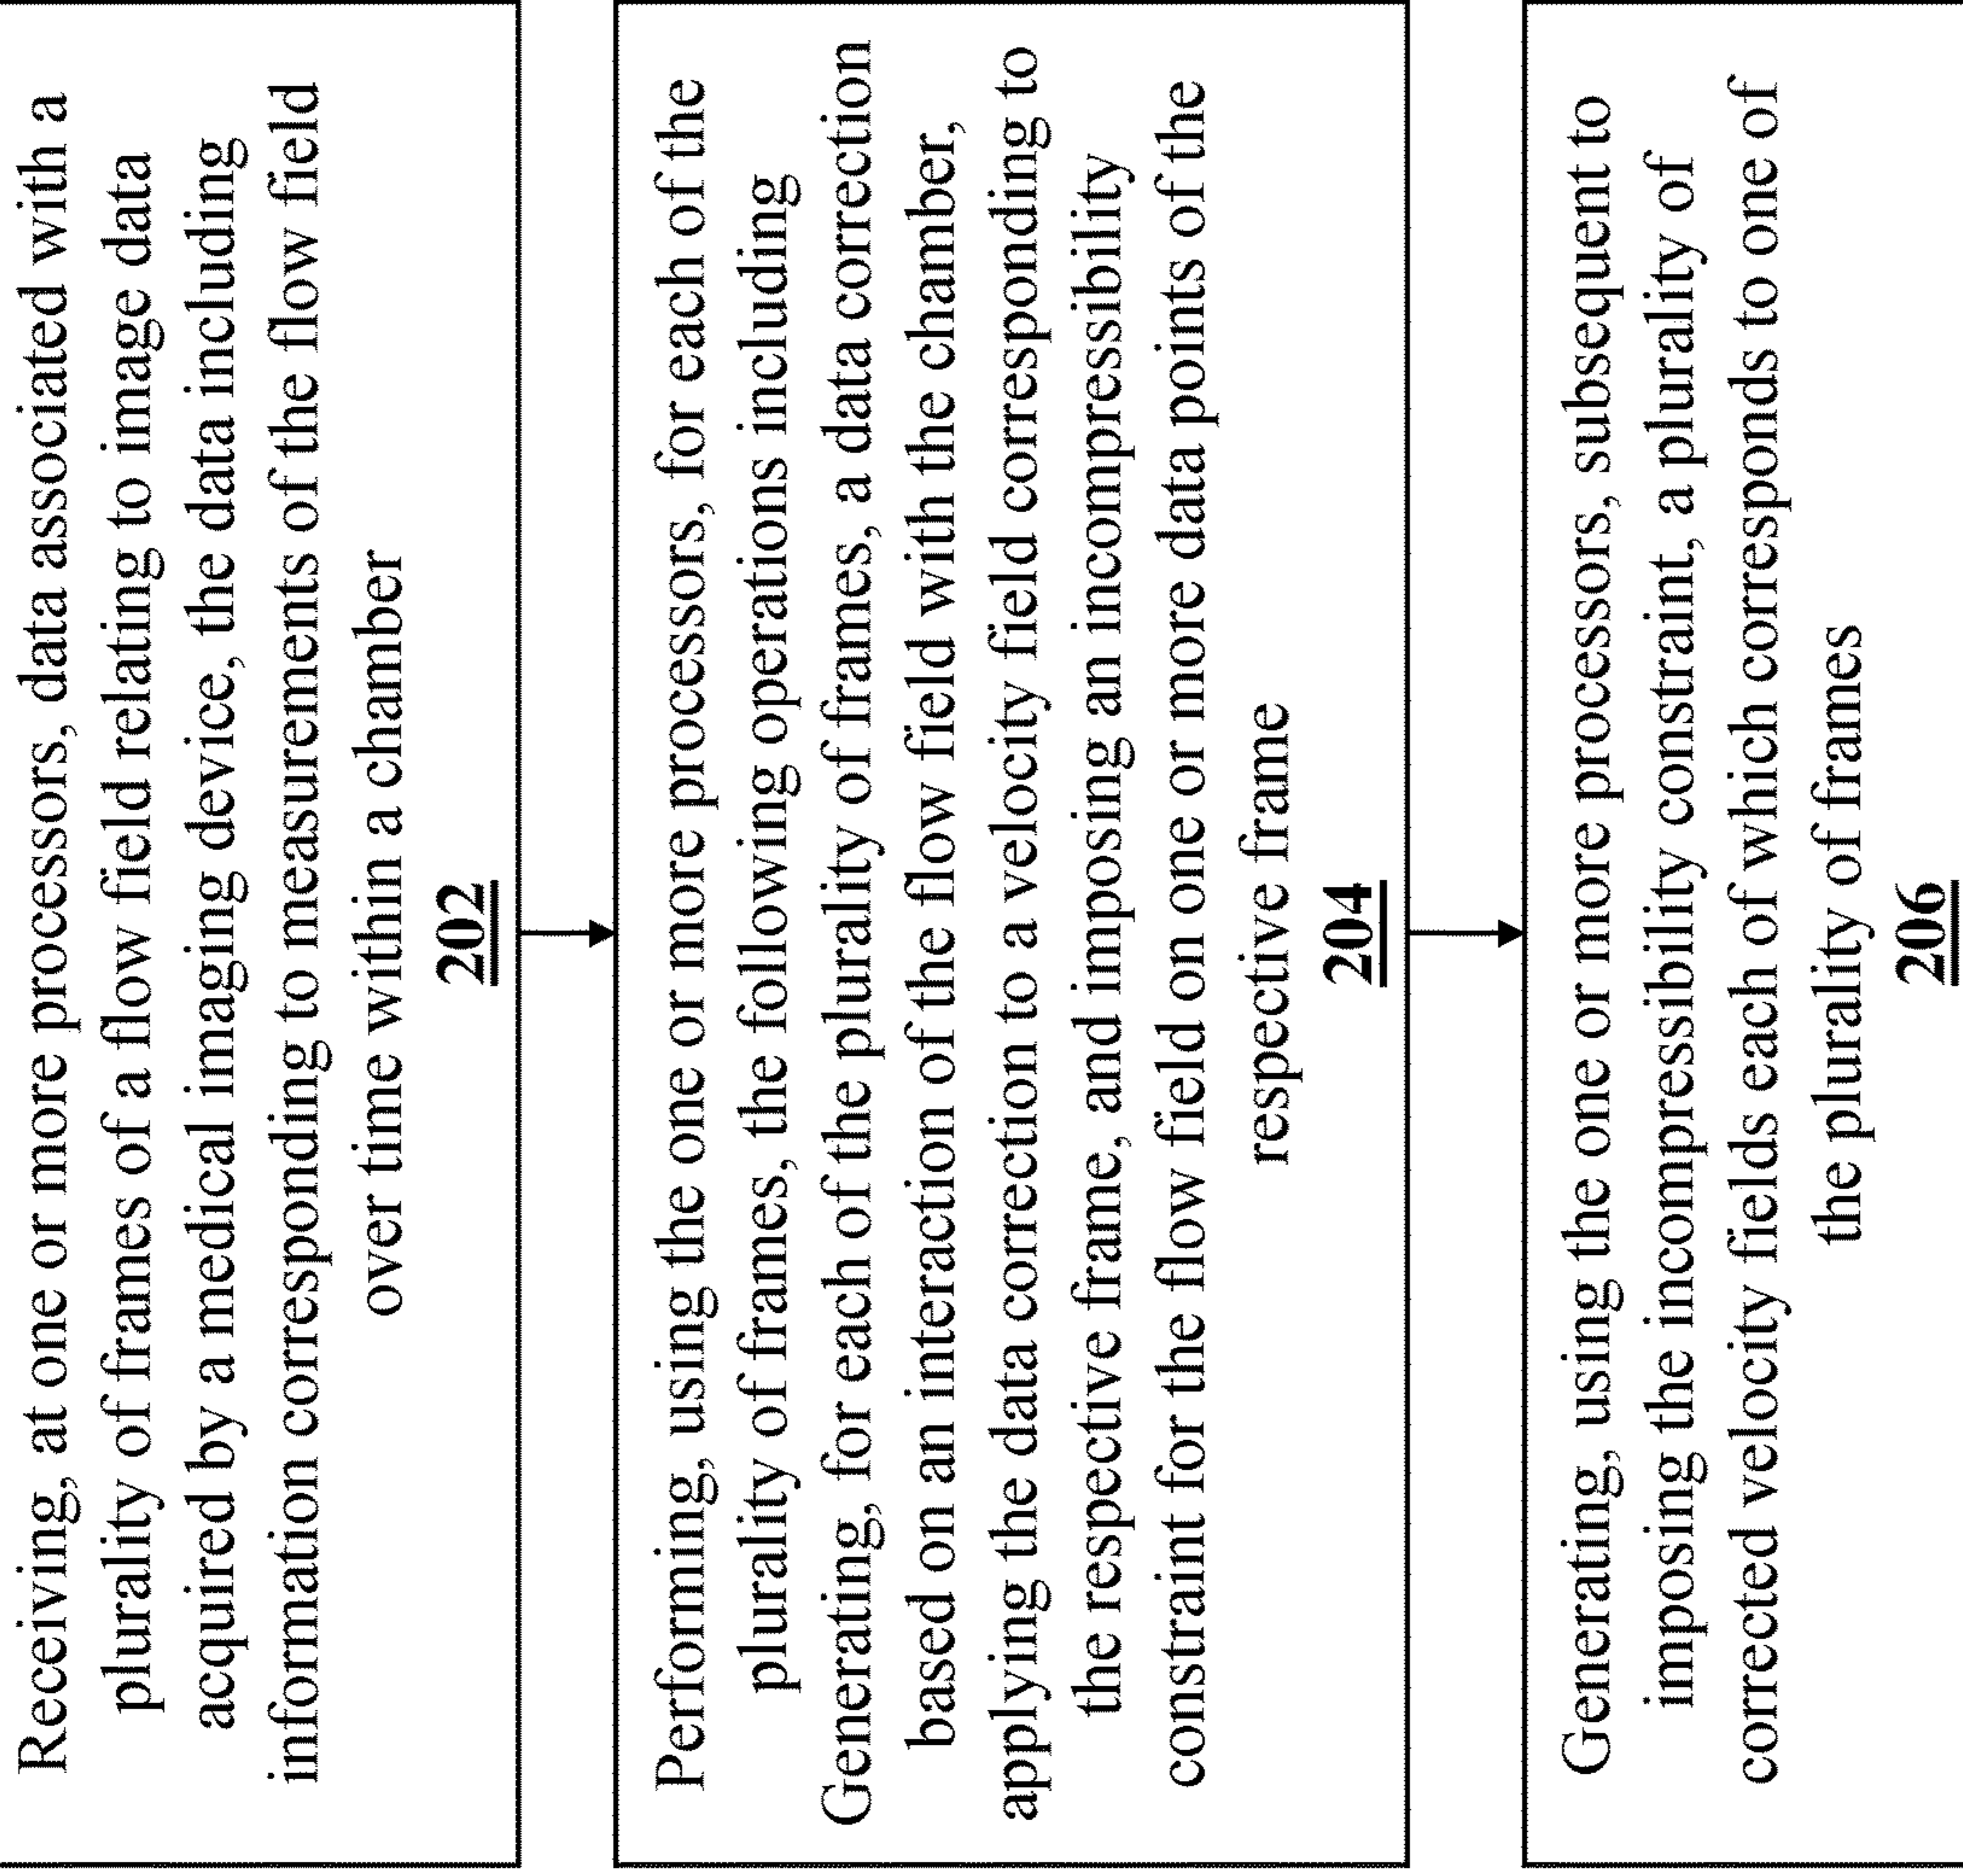 Receiving, at one or more processors, data associated with a
plurality of frames of a flow field relating to image data
acquired by a medical imaging device, the data including
information corresponding to measurements of the flow field
over time within a chamber
202
Performing, using the one or more processors, for each of the
plurality of frames, the following operations including
Generating, for each of the plurality of frames, a data correction
based on an interaction of the flow field with the chamber,
applying the data correction to a velocity field corresponding to
the respective frame, and imposing an incompressibility
constraint for the flow field on one or more data points of the
respective frame
204
Generating, using the one or more processors, subsequent to
imposing the incompressibility constraint, a plurality of
corrected velocity fields each of which corresponds to one of
the plurality of frames
206